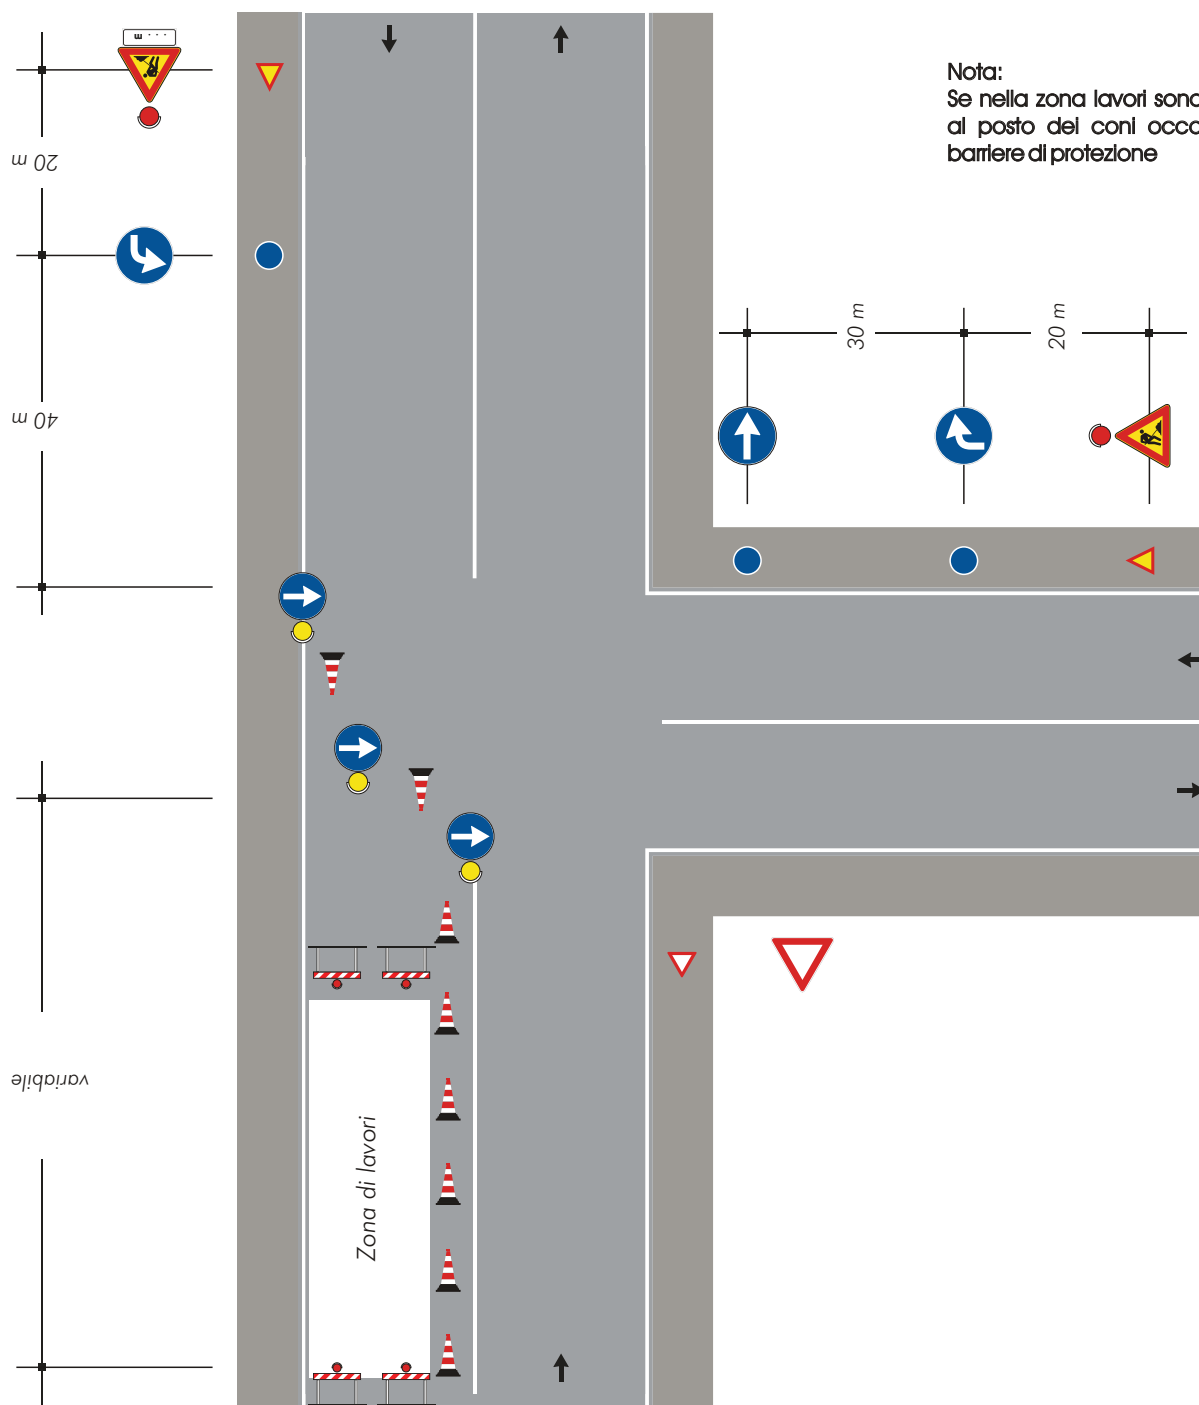 m
20 m
Nota:
Se nella zona lavori sono
al posto dei coni occo
barriere di protezione
30 m
20 m
40 m
variabile
Zona di lavori